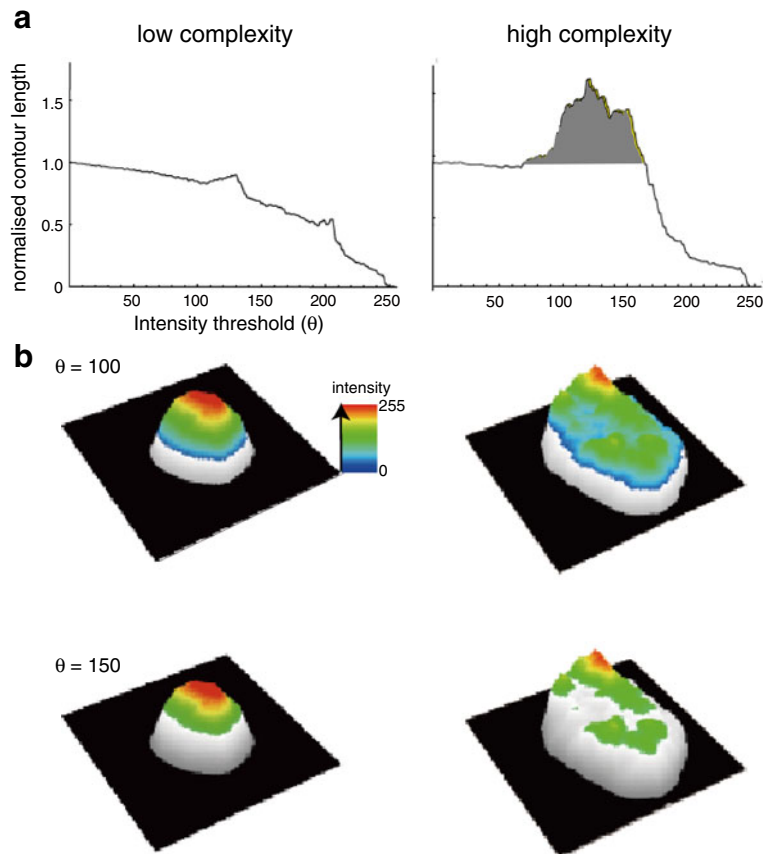 a
low complexity
high complexity
normalised contour length
1.5
1.0
0.5
0
50 100 150 200 250
50 100 150 200 250
Intensity threshold (θ)
b
θ = 100
intensity
255
0
θ = 150